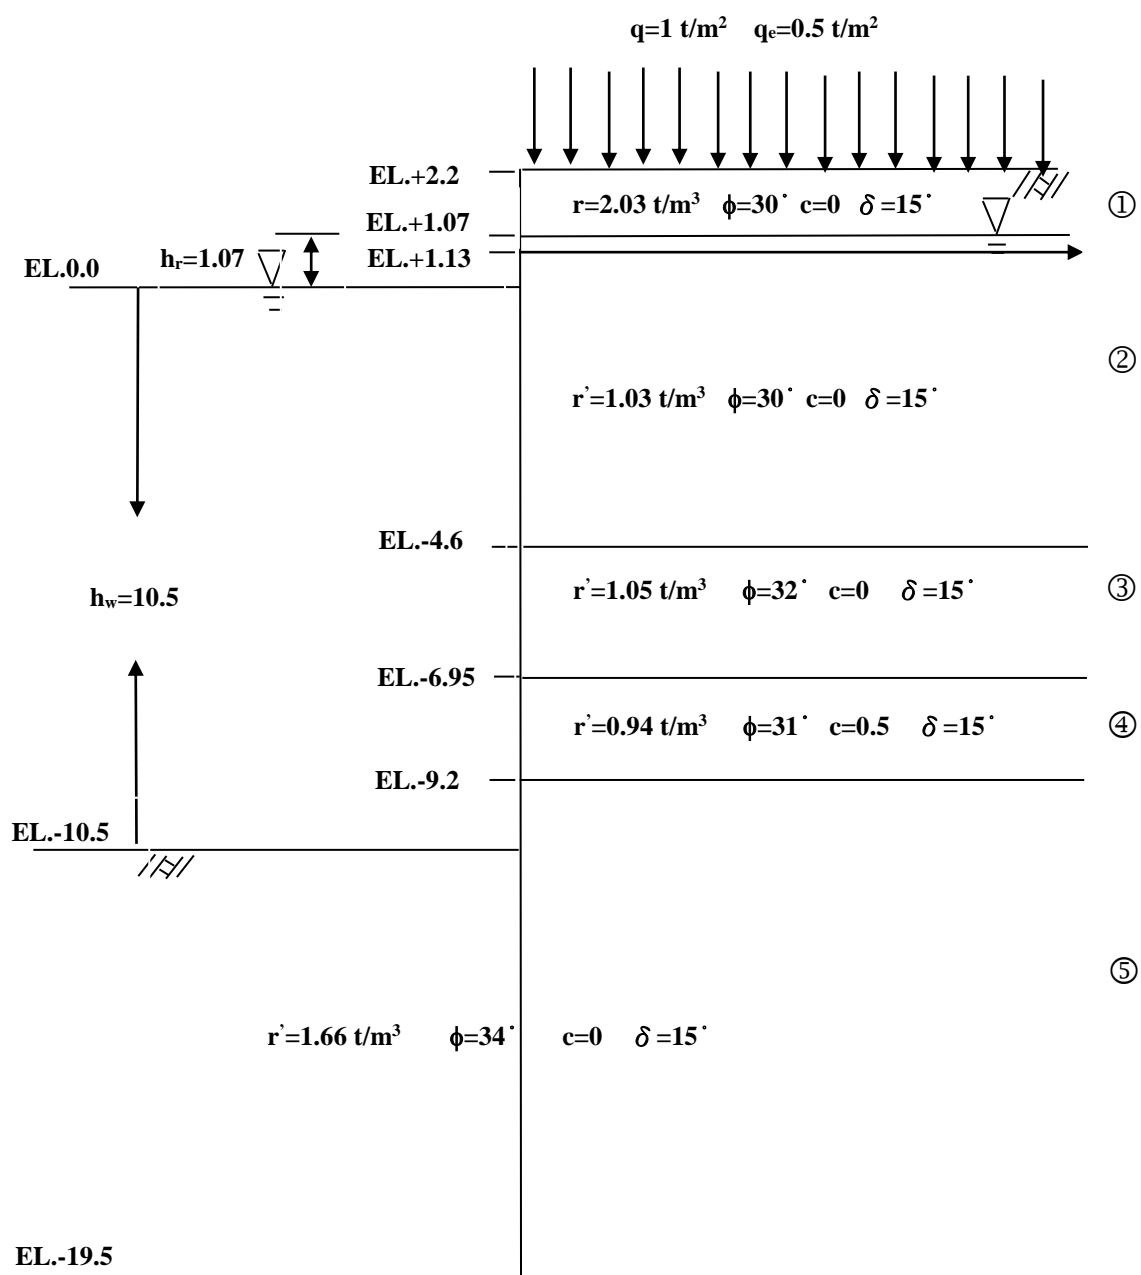 q=1 t/m² qₑ=0.5 t/m²
EL.+2.2
r=2.03 t/m³ ϕ=30˚ c=0 δ=15˚ ①
EL.+1.07
hᵣ=1.07 EL.+1.13
EL.0.0
②
r’=1.03 t/m³ ϕ=30˚ c=0 δ=15˚
EL.-4.6
r’=1.05 t/m³ ϕ=32˚ c=0 δ=15˚ ③
h_w=10.5
EL.-6.95
r’=0.94 t/m³ ϕ=31˚ c=0.5 δ=15˚ ④
EL.-9.2
EL.-10.5
⑤
r’=1.66 t/m³ ϕ=34˚ c=0 δ=15˚
EL.-19.5